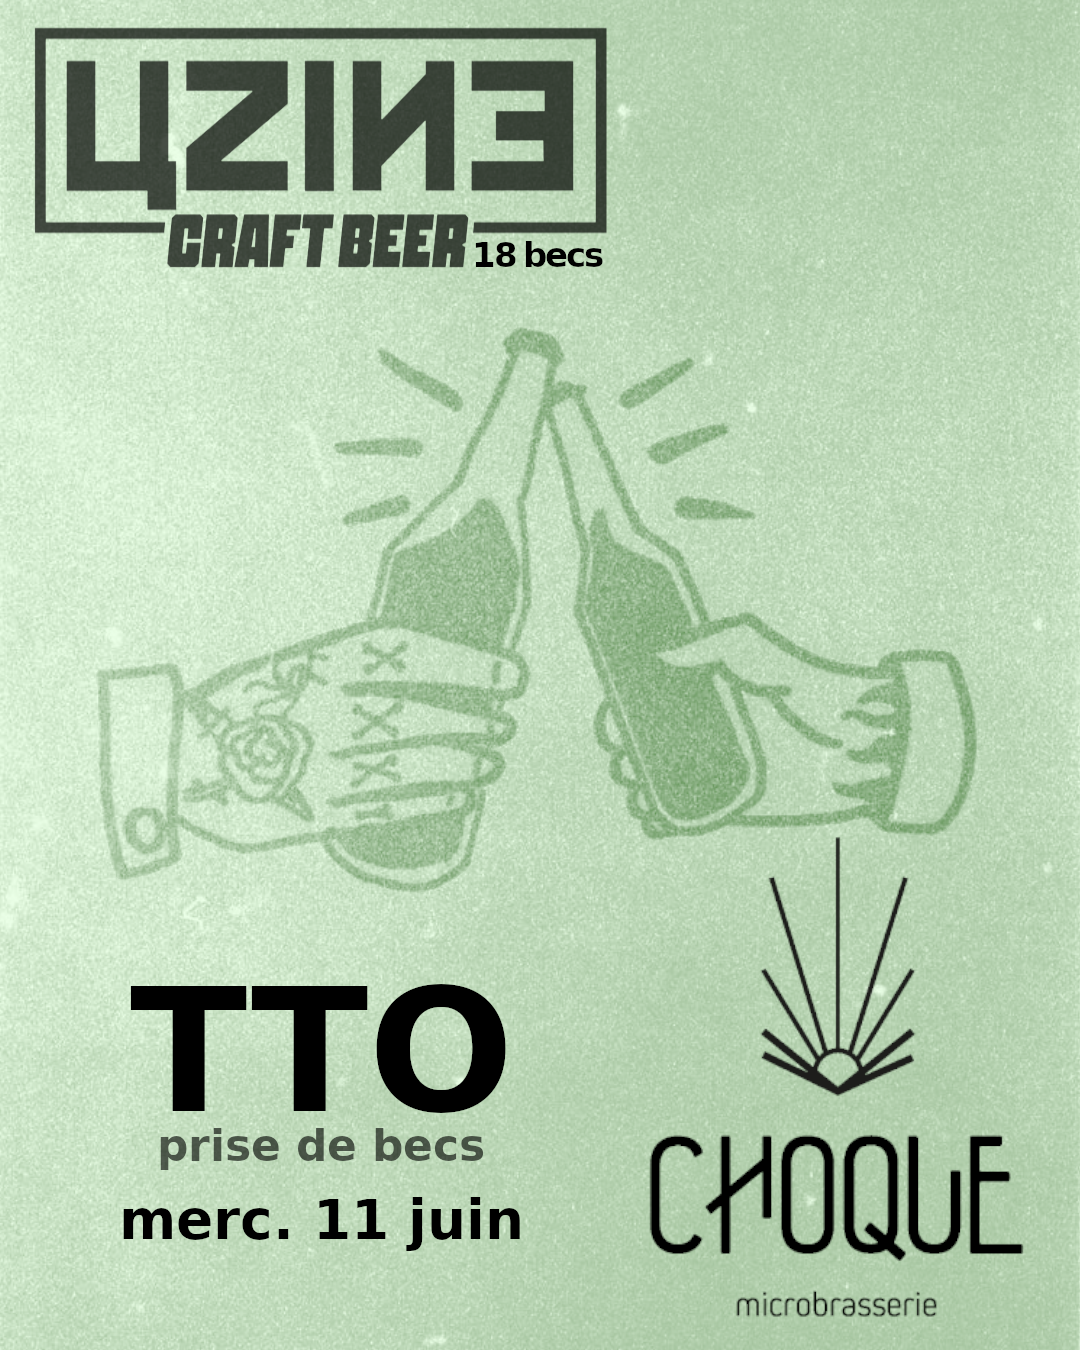 UZINE
CRAFT BEER
18 becs
TTO
prise de becs
merc. 11 juin
CHOQUE
microbrasserie